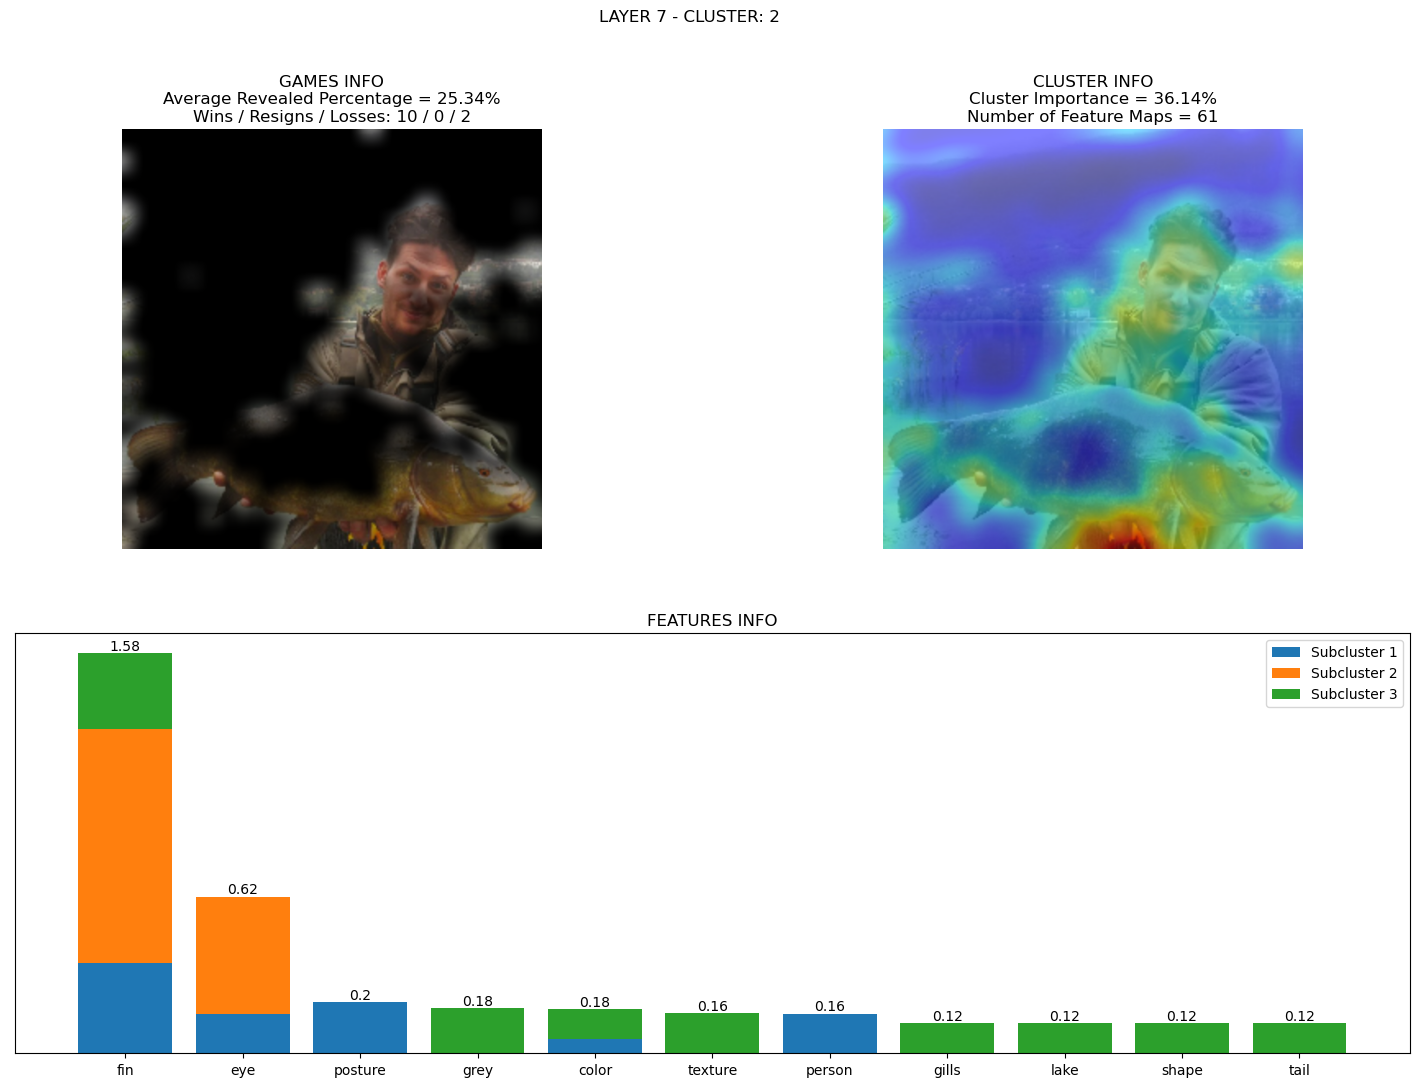 LAYER 7 - CLUSTER: 2
GAMES INFO
Average Revealed Percentage = 25.34%
Wins / Resigns / Losses: 10 / 0 / 2
CLUSTER INFO
Cluster Importance = 36.14%
Number of Feature Maps = 61
FEATURES INFO
Subcluster 1
Subcluster 2
Subcluster 3
1.58
0.62
0.2
0.18
0.18
0.16
0.16
0.12
0.12
0.12
0.12
fin
eye
posture
grey
color
texture
person
gills
lake
shape
tail